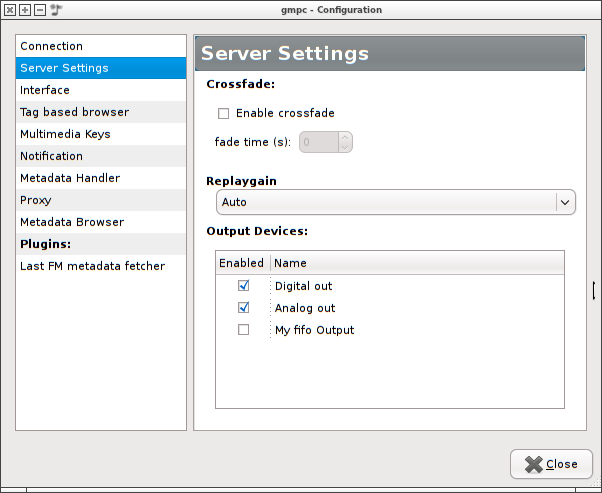 gmpc - Configuration
Connection
Server Settings
Interface
Tag based browser
Multimedia Keys
Notification
Metadata Handler
Proxy
Metadata Browser
Plugins:
Last FM metadata fetcher
Server Settings
Crossfade:
Enable crossfade
fade time (s): 0
Replaygain
Auto
Output Devices:
Enabled Name
Digital out
Analog out
My fifo Output
Close